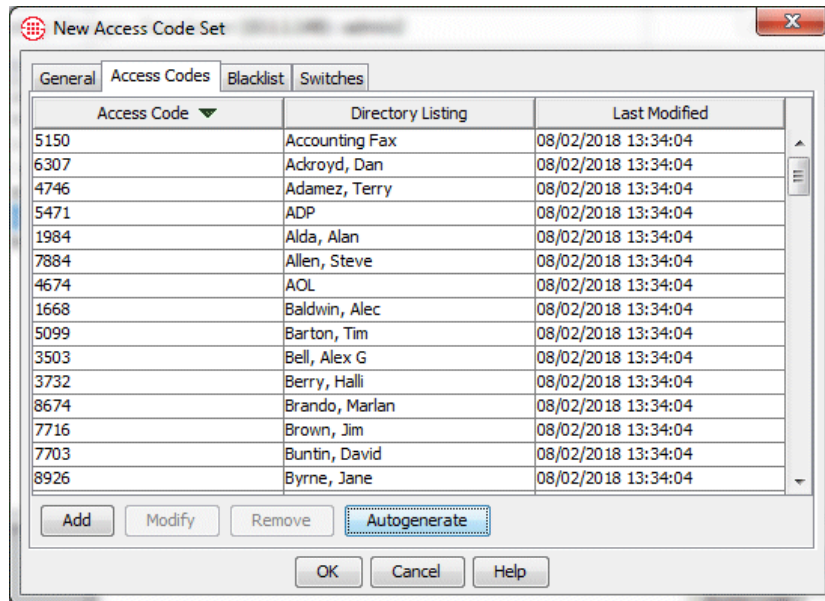 New Access Code Set
General Access Codes Blacklist Switches
Access Code Directory Listing Last Modified
5150 Accounting Fax 08/02/2018 13:34:04
6307 Ackroyd, Dan 08/02/2018 13:34:04
4746 Adamez, Terry 08/02/2018 13:34:04
5471 ADP 08/02/2018 13:34:04
1984 Alda, Alan 08/02/2018 13:34:04
7884 Allen, Steve 08/02/2018 13:34:04
4674 AOL 08/02/2018 13:34:04
1668 Baldwin, Alec 08/02/2018 13:34:04
5099 Barton, Tim 08/02/2018 13:34:04
3503 Bell, Alex G 08/02/2018 13:34:04
3732 Berry, Halli 08/02/2018 13:34:04
8674 Brando, Marlan 08/02/2018 13:34:04
7716 Brown, Jim 08/02/2018 13:34:04
7703 Buntin, David 08/02/2018 13:34:04
8926 Byrne, Jane 08/02/2018 13:34:04
Add Modify Remove Autogenerate
OK Cancel Help